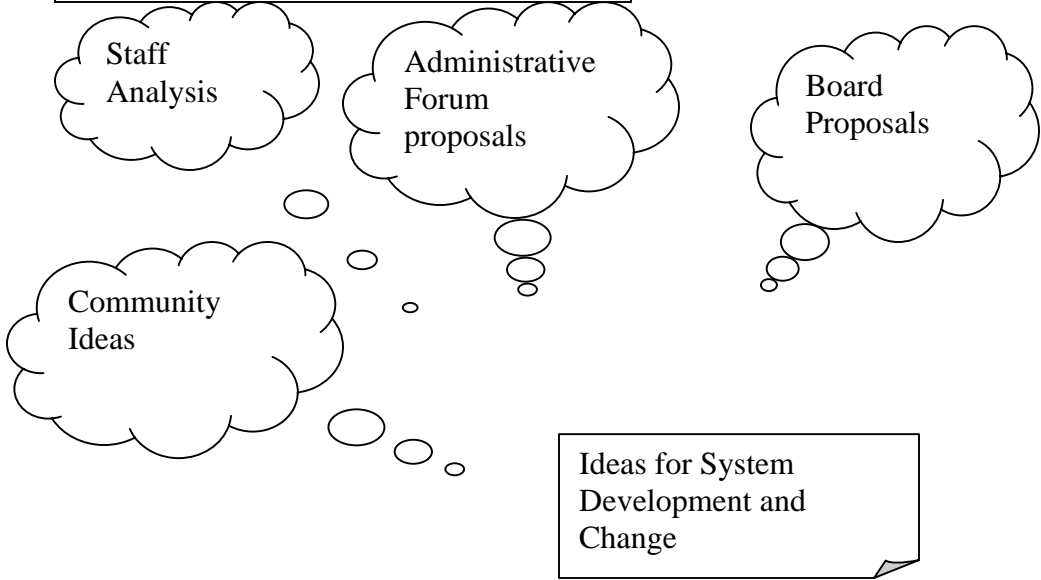 Staff
Analysis
Administrative
Forum
proposals
Board
Proposals
Community
Ideas
Ideas for System
Development and
Change